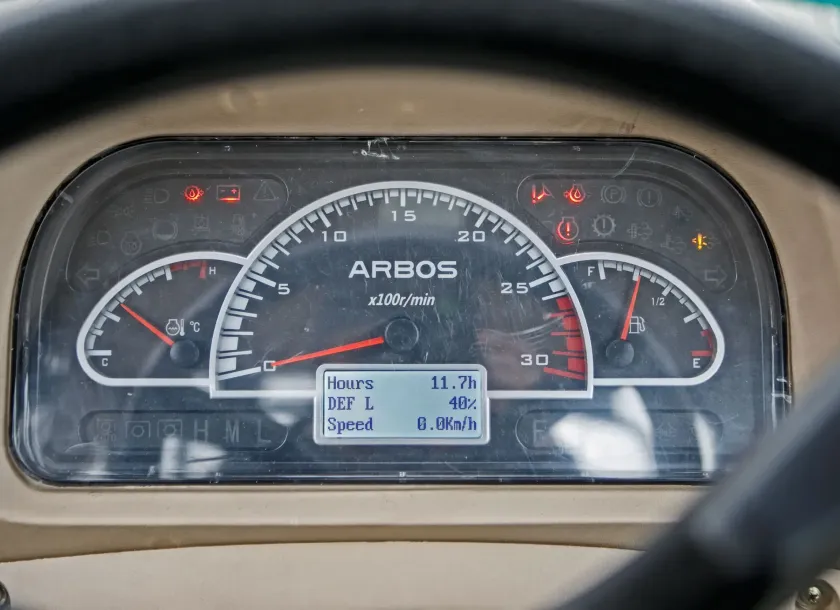 15
10 20
ARBOS
H
F
5 25
x100r/min
1/2
°C
C
0 30
E
Hours 11.7h
DEF L 40%
Speed 0.0Km/h
H M L
F